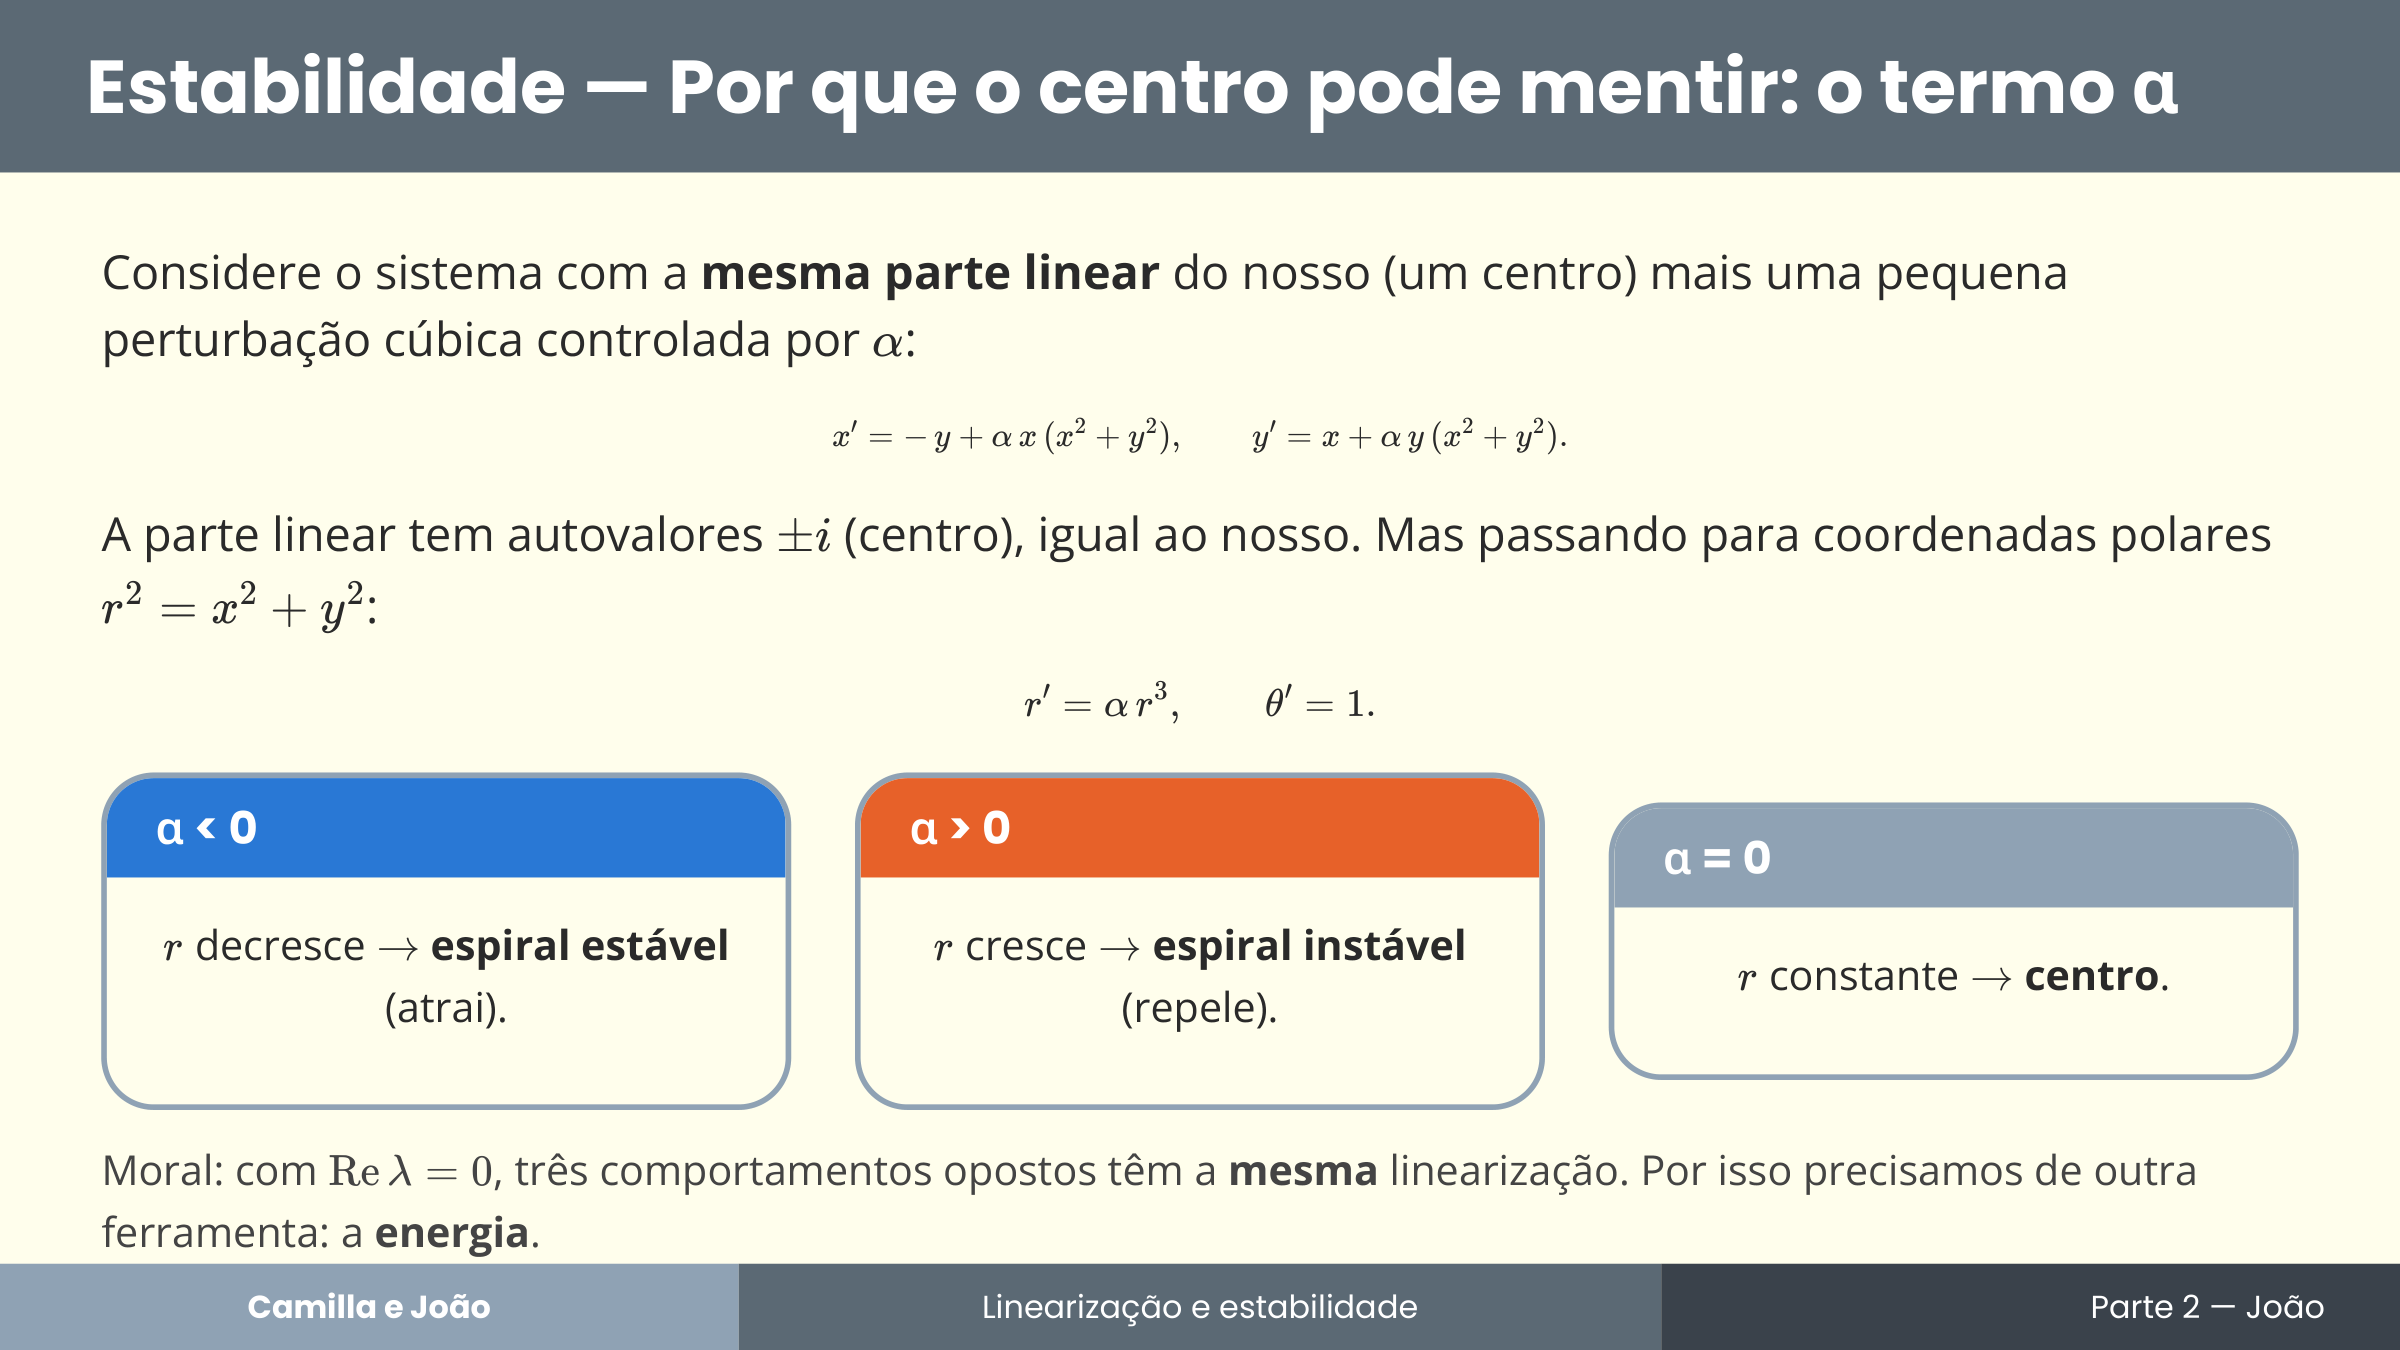 Estabilidade — Por que o centro pode mentir: o termo α
Considere o sistema com a mesma parte linear do nosso (um centro) mais uma pequena
perturbação cúbica controlada por α:
x′ = −y + α x (x² + y²),  y′ = x + α y (x² + y²).
A parte linear tem autovalores ±i (centro), igual ao nosso. Mas passando para coordenadas polares
r² = x² + y²:
r′ = α r³,  θ′ = 1.
α < 0
r decresce → espiral estável
(atrai).
α > 0
r cresce → espiral instável
(repele).
α = 0
r constante → centro.
Moral: com Re λ = 0, três comportamentos opostos têm a mesma linearização. Por isso precisamos de outra
ferramenta: a energia.
Camilla e João
Linearização e estabilidade
Parte 2 — João